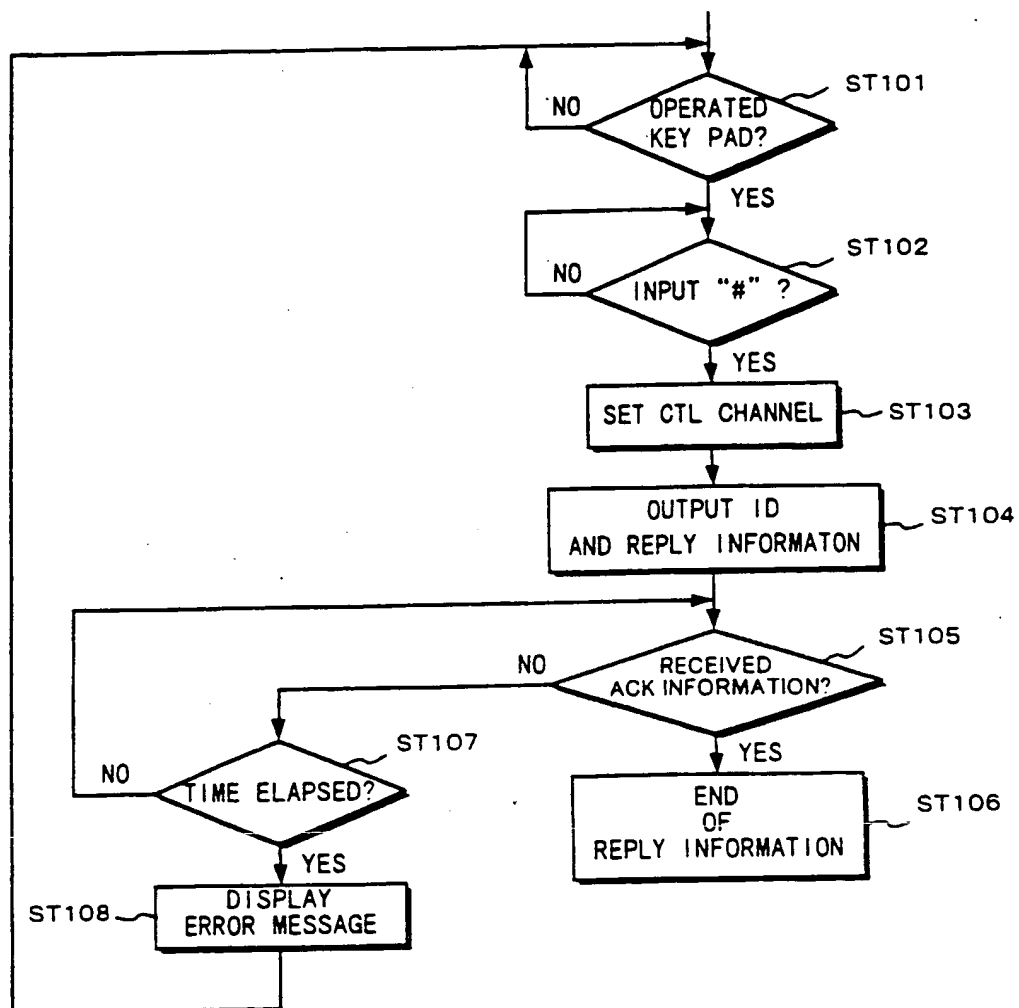 ST101
OPERATED
KEY PAD?
NO
YES
ST102
NO
INPUT "#" ?
YES
SET CTL CHANNEL
ST103
OUTPUT ID
AND REPLY INFORMATON
ST104
ST105
NO
RECEIVED
ACK INFORMATION?
YES
ST107
NO
TIME ELAPSED?
YES
END
OF
REPLY INFORMATION
ST106
ST108
DISPLAY
ERROR MESSAGE